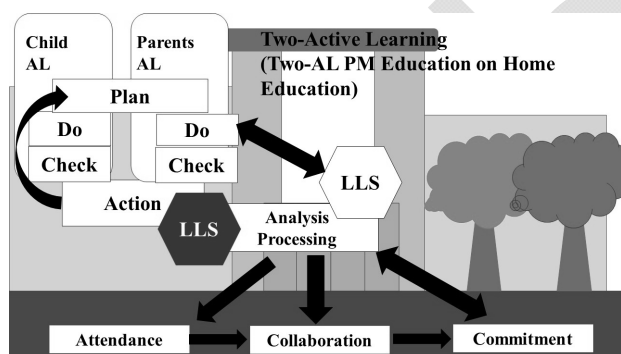 Child
AL
Parents
AL
Two-Active Learning
(Two-AL PM Education on Home
Education)
Plan
Do
Do
Check
Check
Action
LLS
LLS
Analysis
Processing
Attendance
Collaboration
Commitment